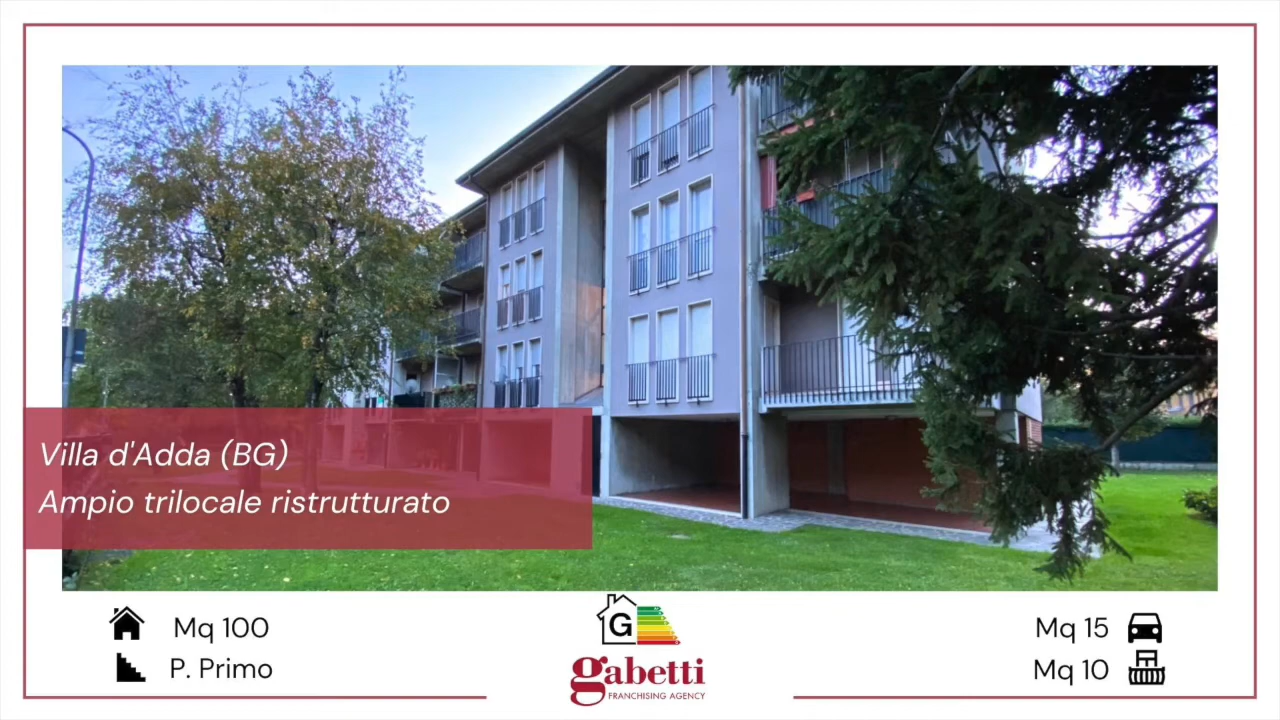 Villa d'Adda (BG)
Ampio trilocale ristrutturato
Mq 100
P. Primo
G
gabetti
FRANCHISING AGENCY
Mq 15
Mq 10